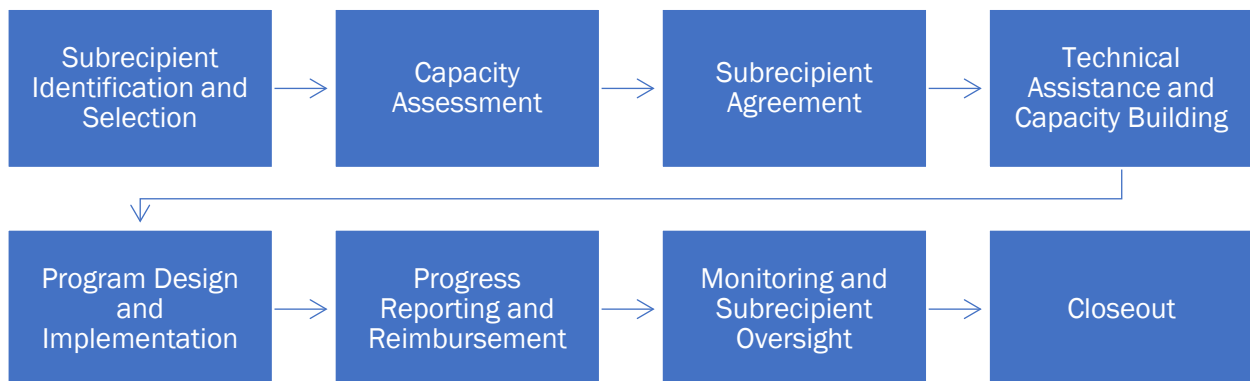 Subrecipient
Identification and
Selection
Capacity
Assessment
Subrecipient
Agreement
Technical
Assistance and
Capacity Building
Program Design
and
Implementation
Progress
Reporting and
Reimbursement
Monitoring and
Subrecipient
Oversight
Closeout